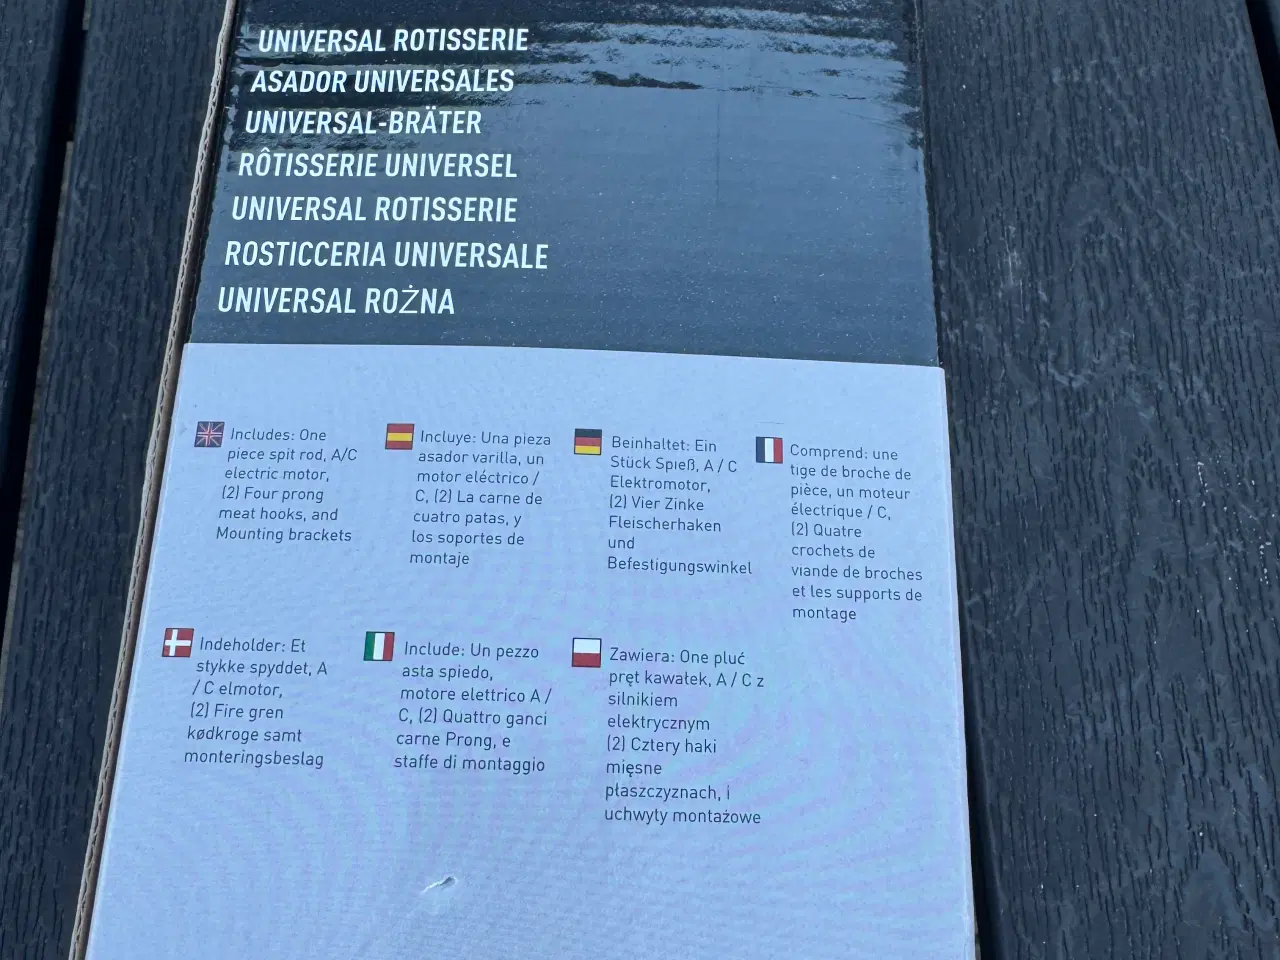 UNIVERSAL ROTISSERIE
ASADOR UNIVERSALES
UNIVERSAL-BRÄTER
RÔTISSERIE UNIVERSEL
UNIVERSAL ROTISSERIE
ROSTICCERIA UNIVERSALE
UNIVERSAL ROŻNA
Includes: One
piece spit rod, A/C
electric motor,
(2) Four prong
meat hooks, and
Mounting brackets
Incluye: Una pieza
asador varilla, un
motor eléctrico /
C, (2) La carne de
cuatro patas, y
los soportes de
montaje
Beinhaltet: Ein
Stück Spieß, A / C
Elektromotor,
(2) Vier Zinke
Fleischerhaken
und
Befestigungswinkel
Comprend: une
tige de broche de
pièce, un moteur
électrique / C,
(2) Quatre
crochets de
viande de broches
et les supports de
montage
Indeholder: Et
stykke spyddet, A
/ C elmotor,
(2) Fire gren
kødkroge samt
monteringsbeslag
Include: Un pezzo
asta spiedo,
motore elettrico A /
C, (2) Quattro ganci
carne Prong, e
staffe di montaggio
Zawiera: One pluć
pręt kawałek, A / C z
silnikiem
elektrycznym
(2) Cztery haki
mięsne
płaszczyznach, i
uchwyty montażowe